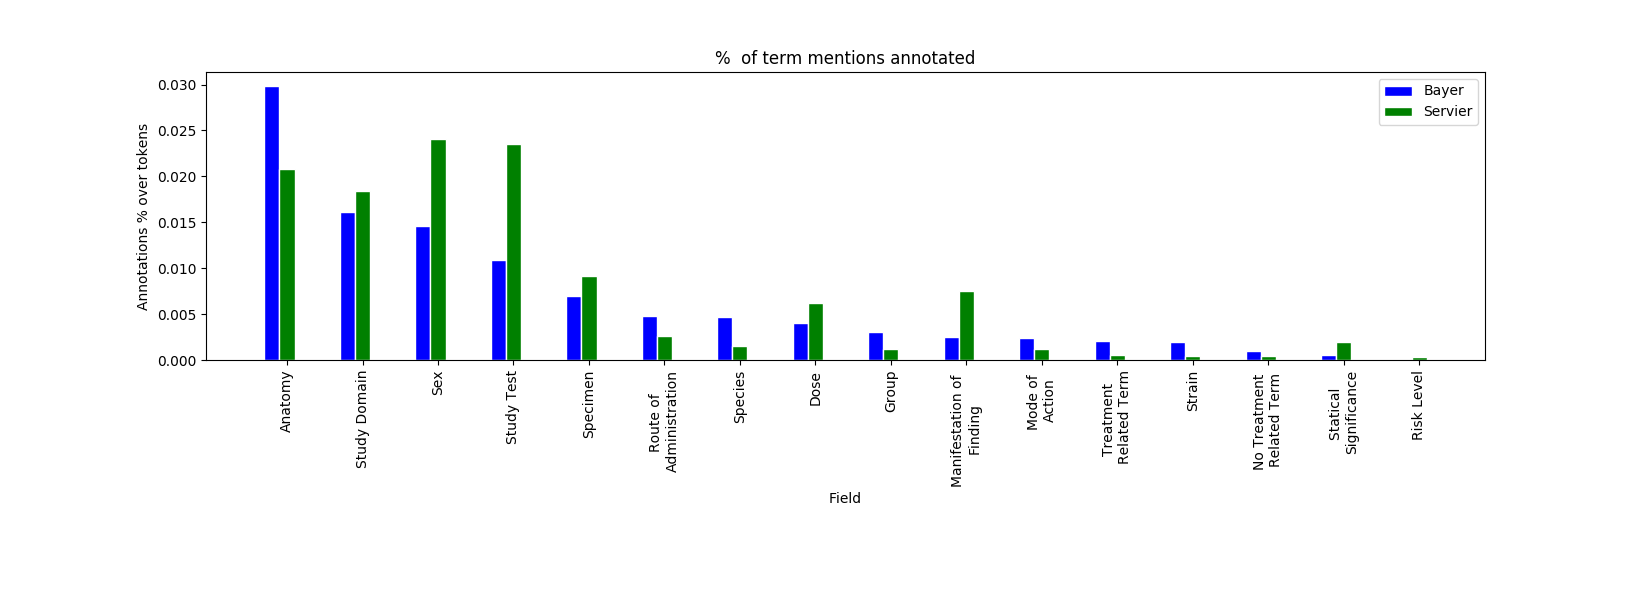 %  of term mentions annotated
Bayer
Servier
Annotations % over tokens
0.030
0.025
0.020
0.015
0.010
0.005
0.000
Anatomy
Study Domain
Sex
Study Test
Specimen
Route of
Administration
Species
Dose
Group
Manifestation of
Finding
Mode of
Action
Treatment
Related Term
Strain
No Treatment
Related Term
Statical
Significance
Risk Level
Field